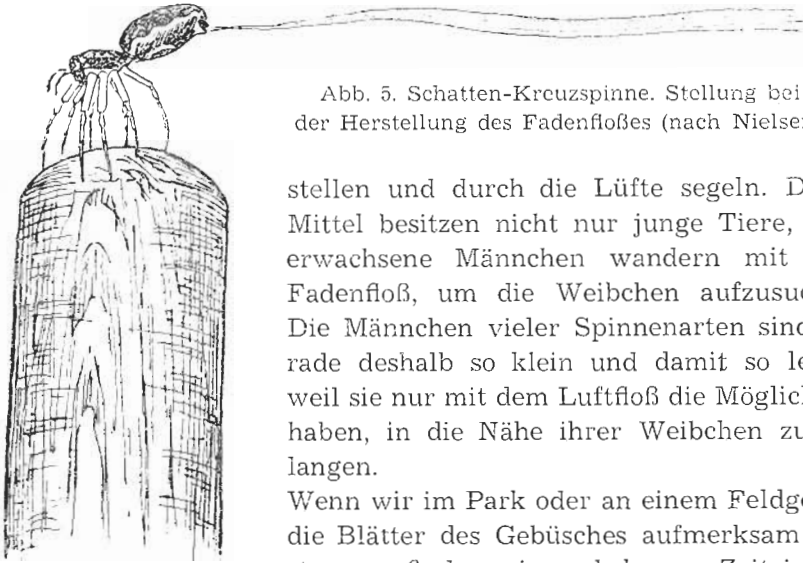 Abb. 5. Schatten-Kreuzspinne. Stellung bei
der Herstellung des Fadenfloßes (nach Nielsen
stellen und durch die Lüfte segeln. D
Mittel besitzen nicht nur junge Tiere,
erwachsene Männchen wandern mit
Fadenfloß, um die Weibchen aufzusu
Die Männchen vieler Spinnenarten sind
rade deshalb so klein und damit so le
weil sie nur mit dem Luftfloß die Möglich
haben, in die Nähe ihrer Weibchen zu
langen.
Wenn wir im Park oder an einem Feldge
die Blätter des Gebüsches aufmerksam